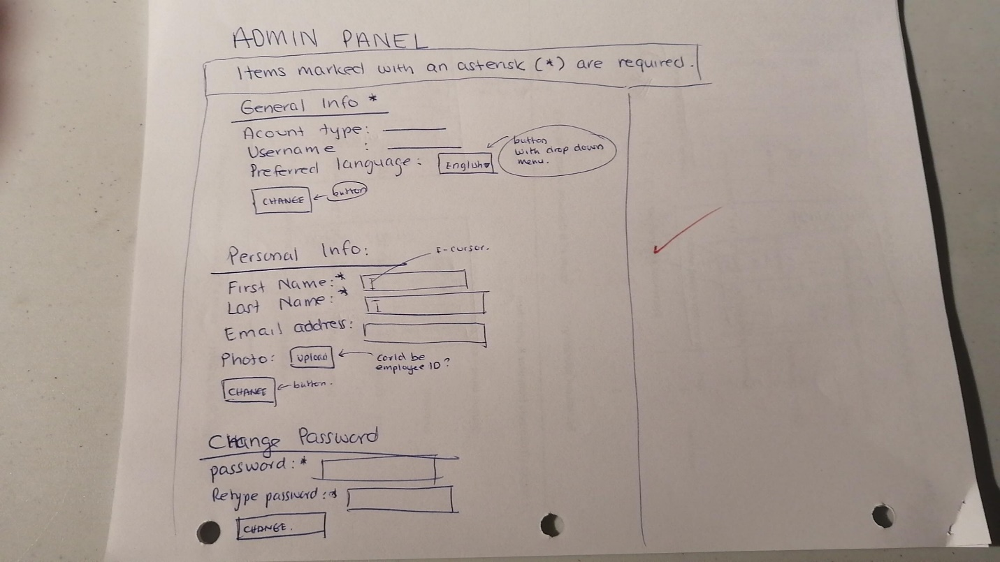 ADMIN PANEL
Items marked with an asterisk (*) are required.
General Info *
Acount type:
Username :
button
with drop down
menu.
Preferred language: English
CHANGE
button
Personal Info:
I-cursor.
First Name:*
Last Name:*
Email address:
Photo: upload
could be
employee ID?
CHANGE
button.
Change Password
password:*
Retype password:*
CHANGE.